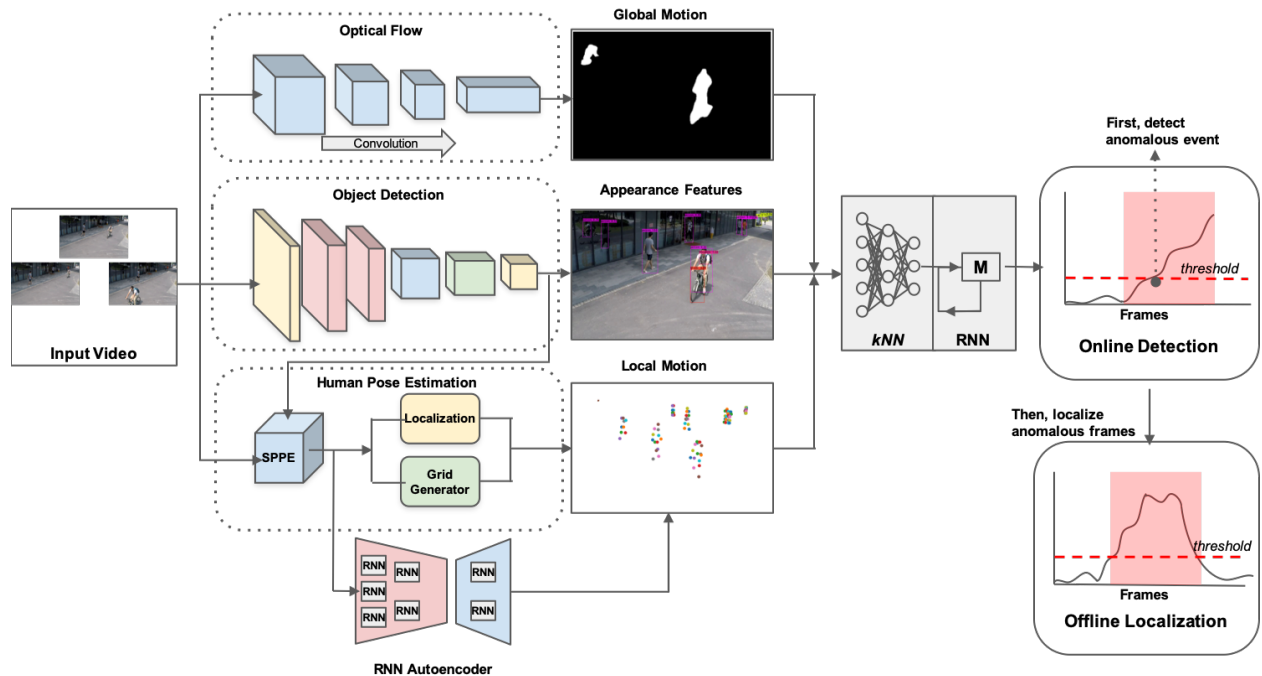 Optical Flow
Convolution
Global Motion
Input Video
Object Detection
Appearance Features
Human Pose Estimation
SPPE
Localization
Grid
Generator
Local Motion
RNN
RNN
RNN
RNN
RNN
RNN
RNN
RNN Autoencoder
kNN
M
RNN
First, detect
anomalous event
threshold
Frames
Online Detection
Then, localize
anomalous frames
threshold
Frames
Offline Localization